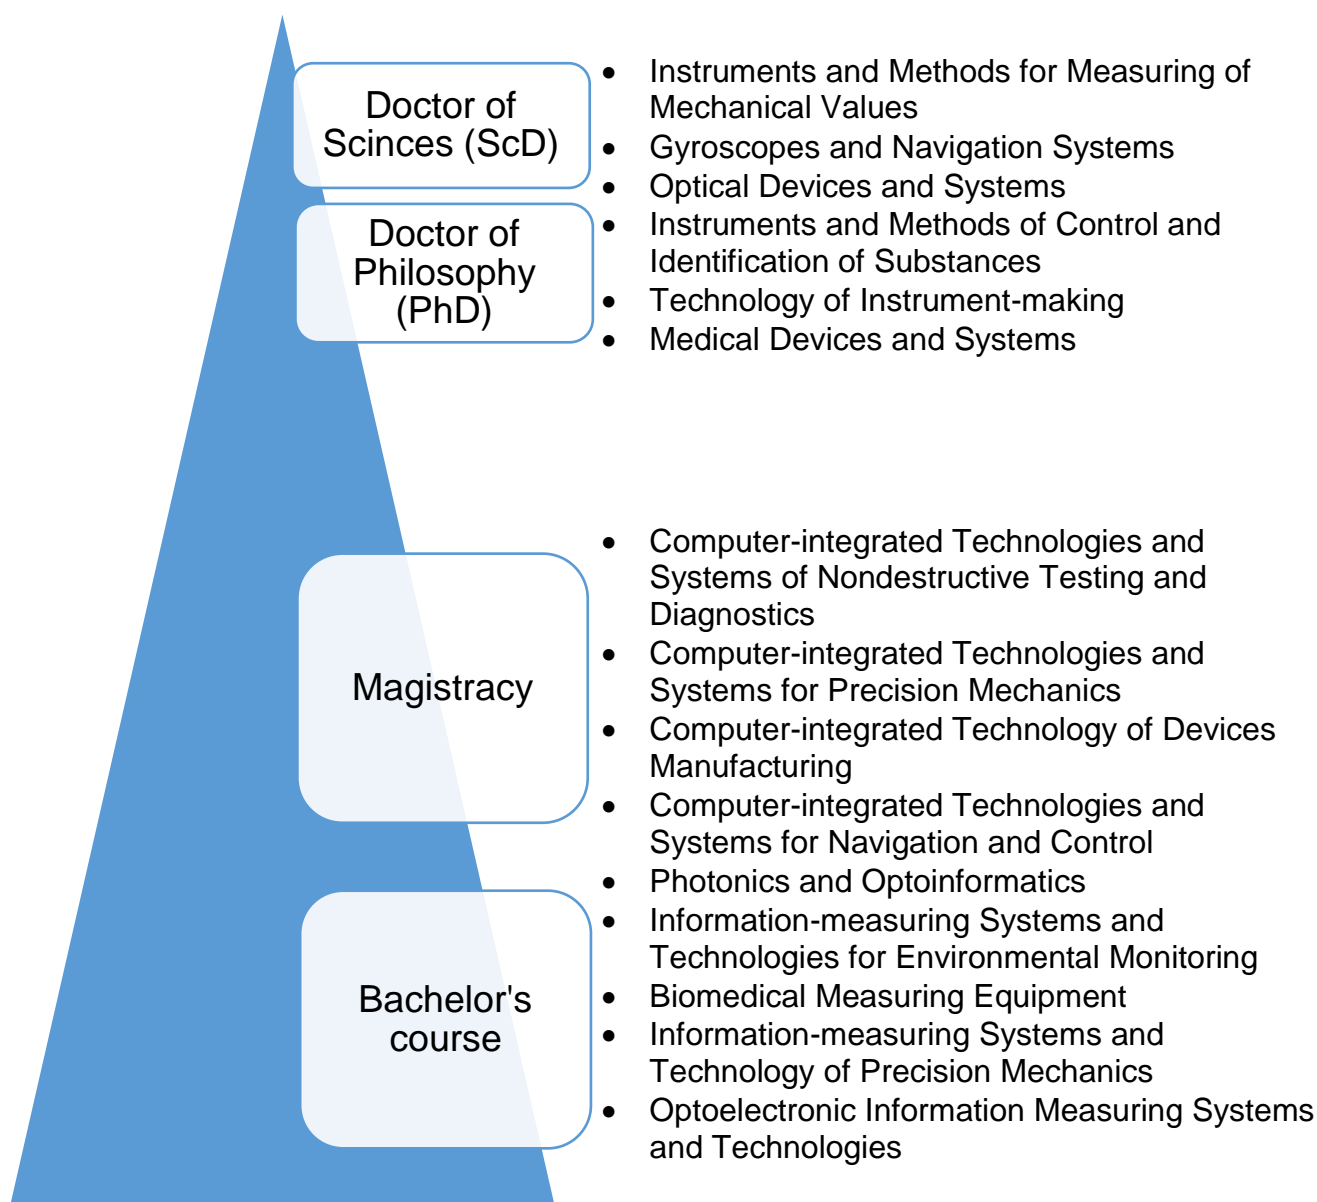 Doctor of
Scinces (ScD)
Doctor of
Philosophy
(PhD)
• Instruments and Methods for Measuring of
Mechanical Values
• Gyroscopes and Navigation Systems
• Optical Devices and Systems
• Instruments and Methods of Control and
Identification of Substances
• Technology of Instrument-making
• Medical Devices and Systems
Magistracy
Bachelor's
course
• Computer-integrated Technologies and
Systems of Nondestructive Testing and
Diagnostics
• Computer-integrated Technologies and
Systems for Precision Mechanics
• Computer-integrated Technology of Devices
Manufacturing
• Computer-integrated Technologies and
Systems for Navigation and Control
• Photonics and Optoinformatics
• Information-measuring Systems and
Technologies for Environmental Monitoring
• Biomedical Measuring Equipment
• Information-measuring Systems and
Technology of Precision Mechanics
• Optoelectronic Information Measuring Systems
and Technologies